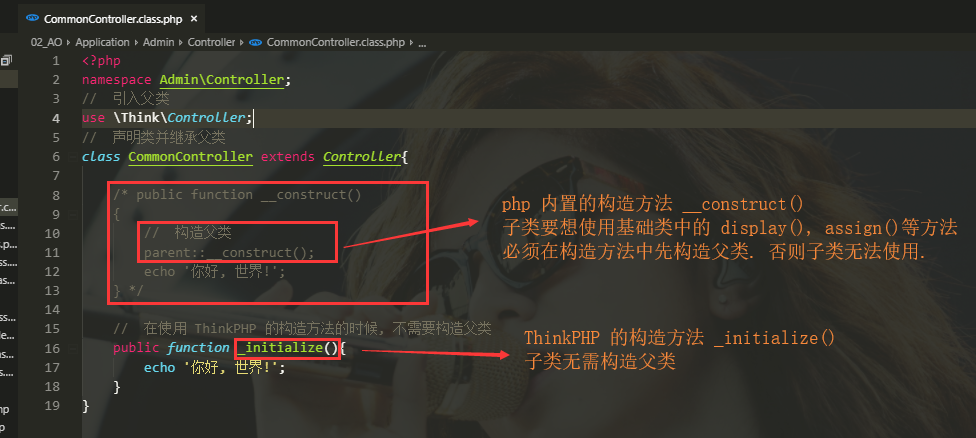 CommonController.class.php ×
02_AO > Application > Admin > Controller > CommonController.class.php > ...
1 <?php
2 namespace Admin\Controller;
3 // 引入父类
4 use \Think\Controller;
5 // 声明类并继承父类
6 class CommonController extends Controller{
7
8 /* public function __construct()
9 {
10 // 构造父类
11 parent::__construct();
12 echo '你好, 世界!';
13 } */
14
15 // 在使用 ThinkPHP 的构造方法的时候, 不需要构造父类
16 public function _initialize(){
17 echo '你好, 世界!';
18 }
19 }
php 内置的构造方法 __construct()
子类要想使用基础类中的 display(), assign()等方法
必须在构造方法中先构造父类. 否则子类无法使用.
ThinkPHP 的构造方法 _initialize()
子类无需构造父类
r.c...
s....
s.p...
ss....
as....
ss...
le...
as...
s....
hp
p